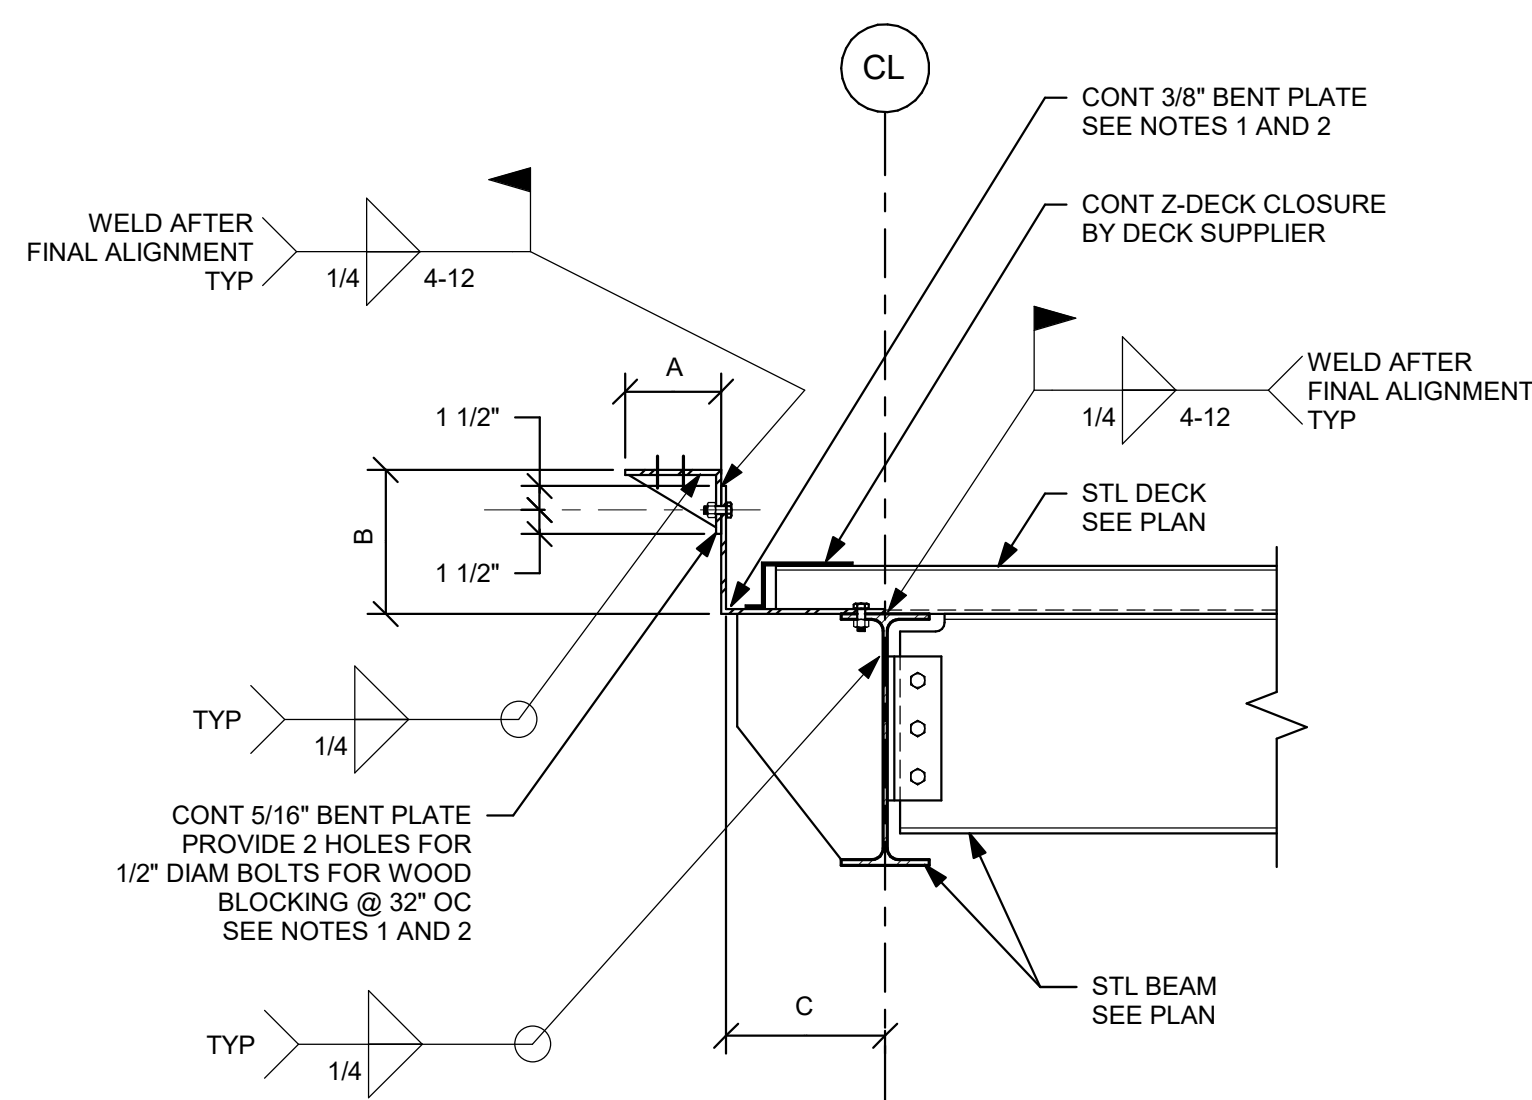 CL
CONT 3/8" BENT PLATE
SEE NOTES 1 AND 2
CONT Z-DECK CLOSURE
BY DECK SUPPLIER
WELD AFTER
FINAL ALIGNMENT
TYP
1/4
4-12
WELD AFTER
FINAL ALIGNMENT
TYP
1/4
4-12
A
1 1/2"
B
1 1/2"
STL DECK
SEE PLAN
TYP
1/4
CONT 5/16" BENT PLATE
PROVIDE 2 HOLES FOR
1/2" DIAM BOLTS FOR WOOD
BLOCKING @ 32" OC
SEE NOTES 1 AND 2
STL BEAM
SEE PLAN
C
TYP
1/4